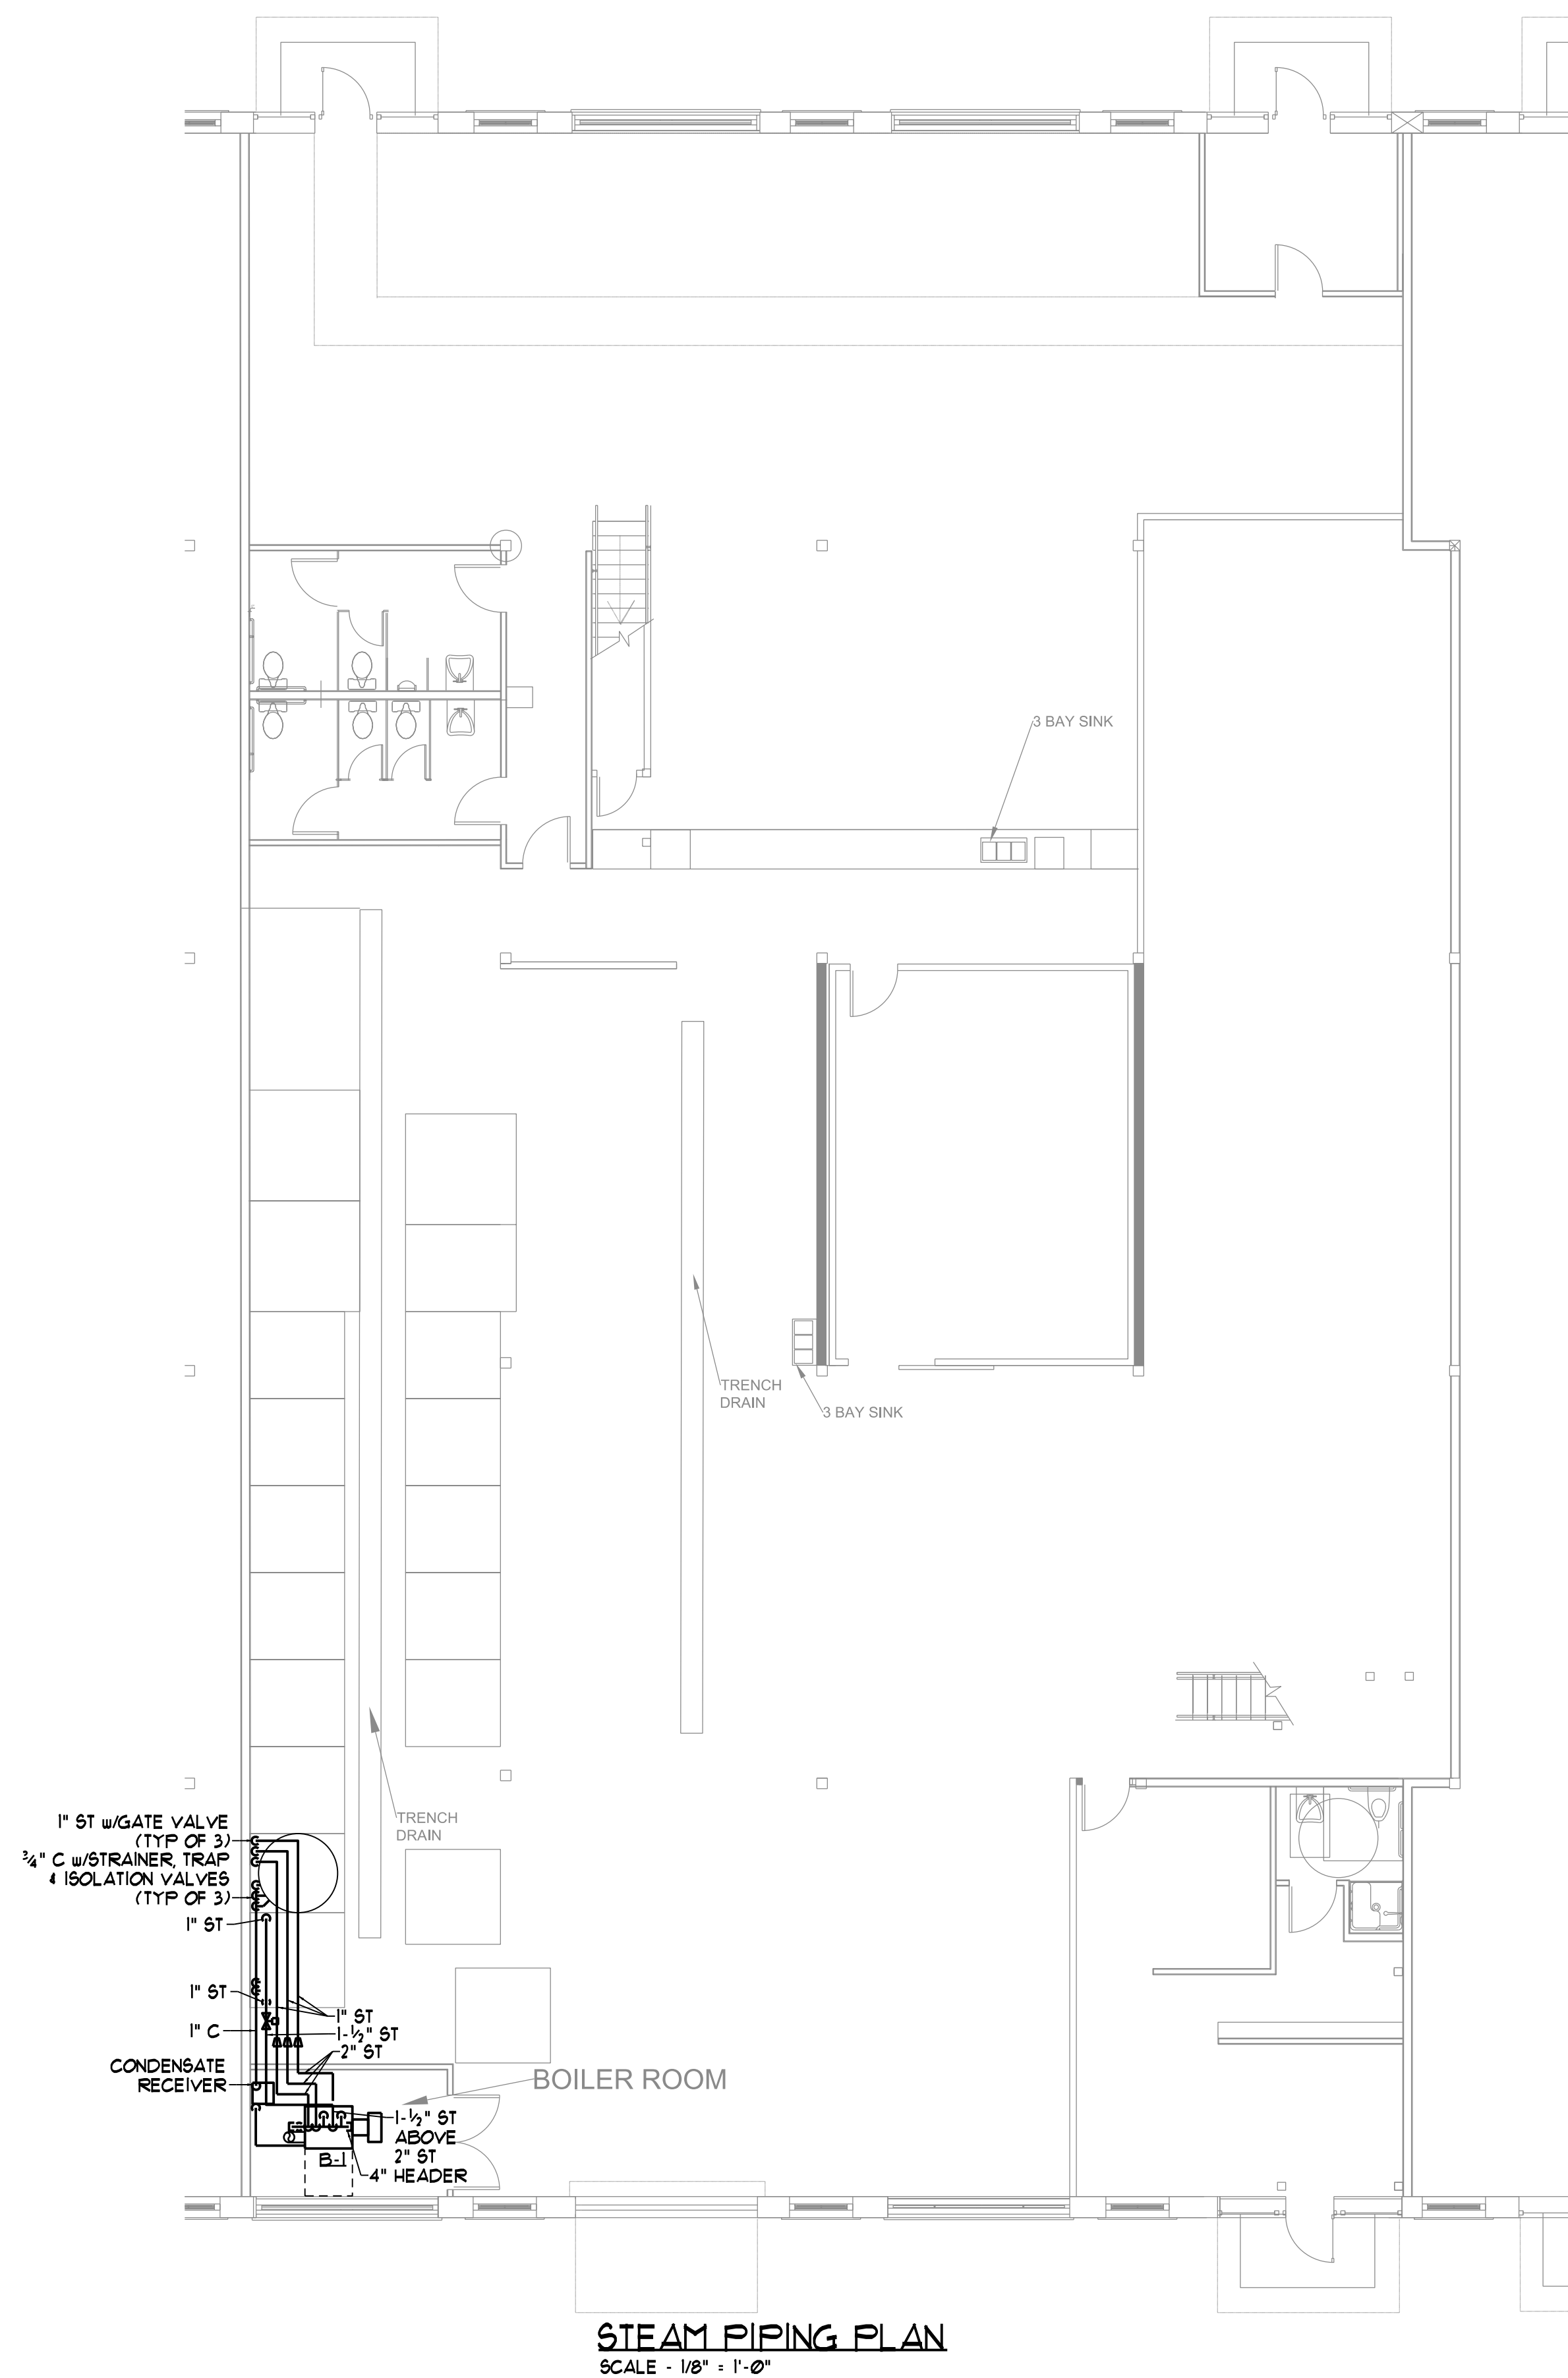 3 BAY SINK
TRENCH
DRAIN
3 BAY SINK
TRENCH
DRAIN
1" ST w/GATE VALVE
(TYP OF 3)
3/4" C w/STRAINER, TRAP
& ISOLATION VALVES
(TYP OF 3)
1" ST
1" ST
1" C
1" ST
1-1/2" ST
2" ST
CONDENSATE
RECEIVER
BOILER ROOM
1-1/2" ST
ABOVE
2" ST
4" HEADER
B-1
STEAM PIPING PLAN
SCALE - 1/8" = 1'-0"